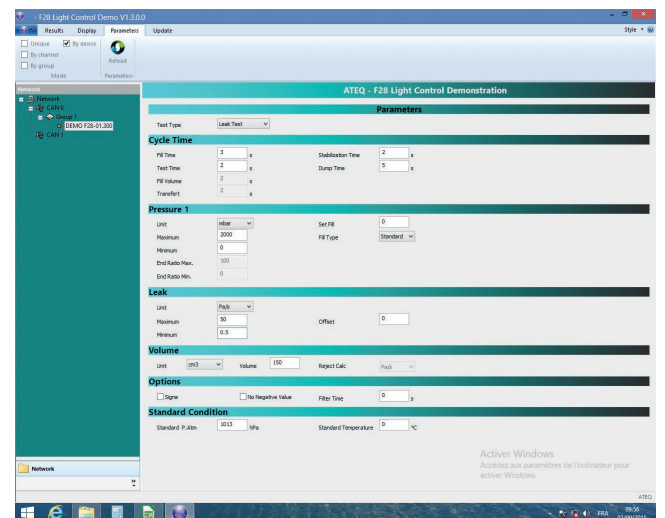 - F28 Light Control Demo V1.3.0.0
Results Display Parameters Update Style
Unique By device
By channel
By group
Reload
Mode Parameters
Network
ATEQ - F28 Light Control Demonstration
Network
CAN 0
Group 1
DEMO F28-01.300
CAN 1
Parameters
Test Type Leak Test
Cycle Time
Fill Time 3 s Stabilization Time 2 s
Test Time 2 s Dump Time 5 s
Fill Volume 2 s
Transfert 2 s
Pressure 1
Unit mbar Set Fill 0
Maximum 2000 Fill Type Standard
Minimum 0
End Ratio Max. 100
End Ratio Min. 0
Leak
Unit Pa/s
Maximum 50 Offset 0
Minimum 0.5
Volume
Unit cm3 Volume 150 Reject Calc Pa/s
Options
Signe No Negative Value Filter Time 0 s
Standard Condition
Standard P.Atm 1013 hPa Standard Temperature 0 °C
Activer Windows
Accédez aux paramètres de l'ordinateur pour
activer Windows.
Network
ATEQ
FRA 09:56
02/09/2015